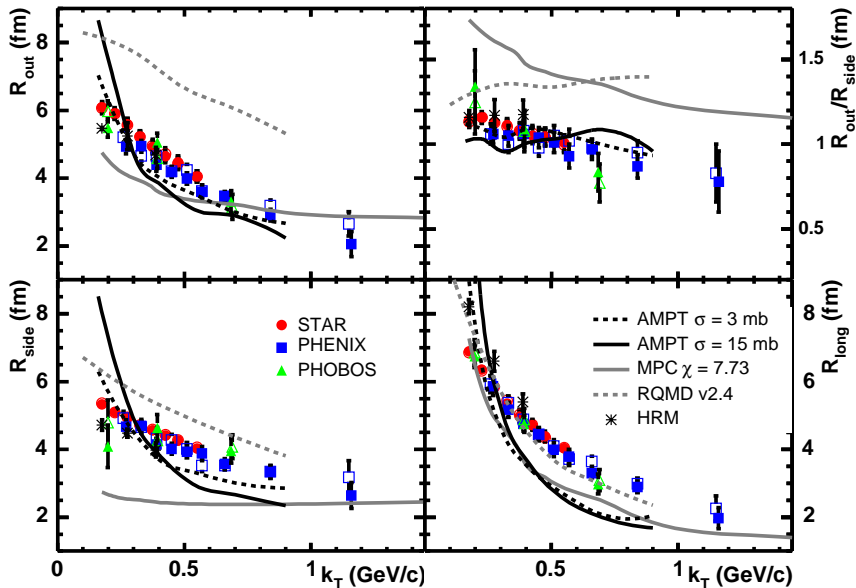 R_out (fm)
8
6
4
2
R_out/R_side
1.5
1
0.5
R_side (fm)
8
6
4
2
STAR
PHENIX
PHOBOS
AMPT σ = 3 mb
AMPT σ = 15 mb
MPC χ = 7.73
RQMD v2.4
HRM
R_long (fm)
8
6
4
2
0 0.5 1 k_T (GeV/c)
0.5 1 k_T (GeV/c)